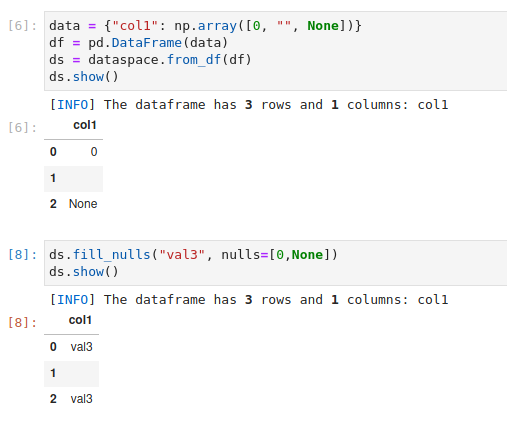 [6]: data = {"col1": np.array([0, "", None])}
df = pd.DataFrame(data)
ds = dataspace.from_df(df)
ds.show()
[INFO] The dataframe has 3 rows and 1 columns: col1
[6]: col1
0 0
1
2 None
[8]: ds.fill_nulls("val3", nulls=[0,None])
ds.show()
[INFO] The dataframe has 3 rows and 1 columns: col1
[8]: col1
0 val3
1
2 val3